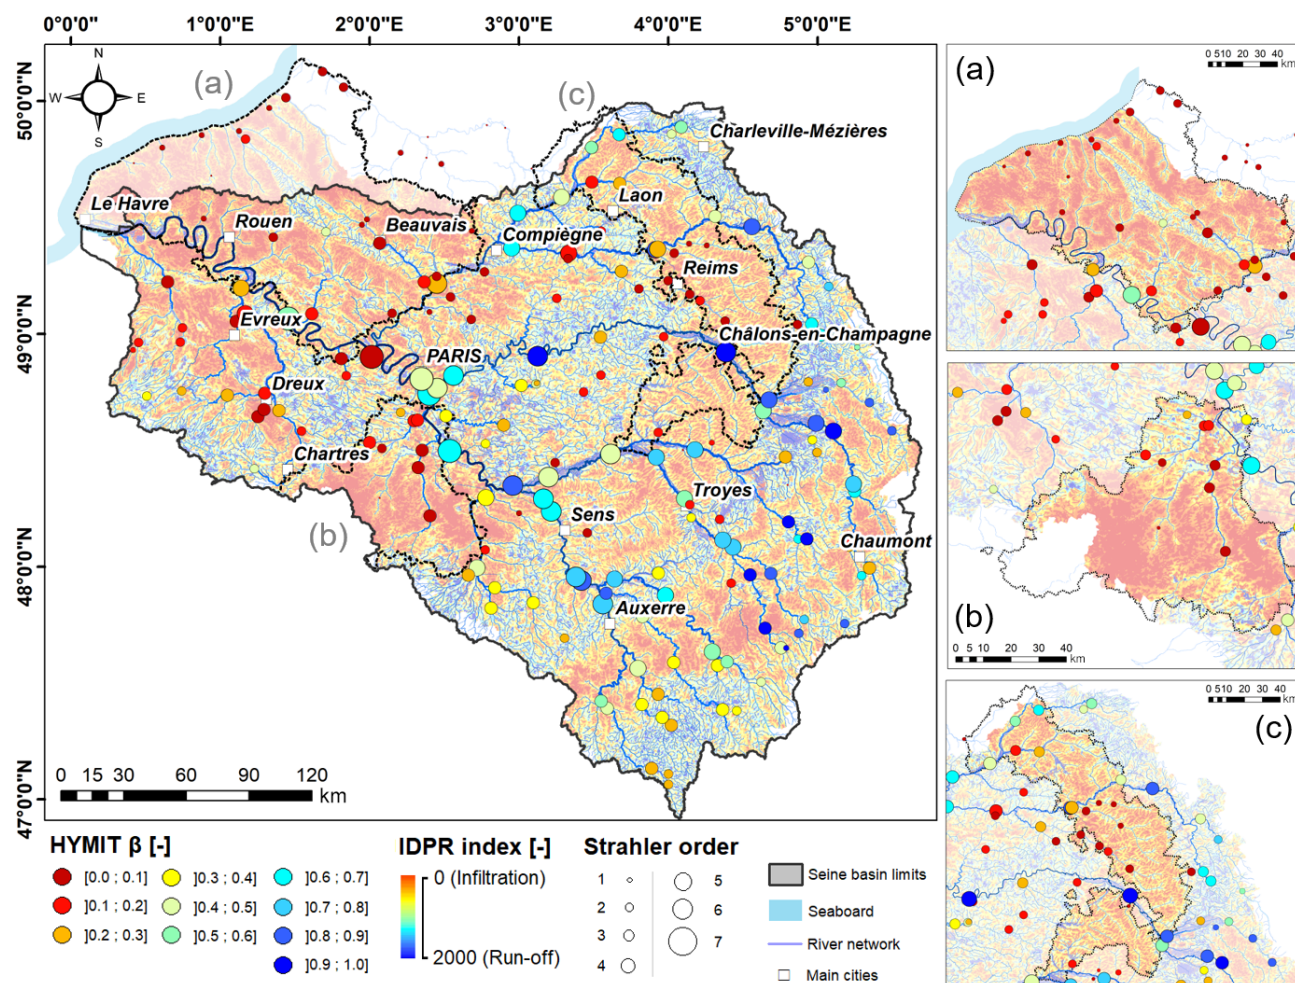 0°0'0"E 1°0'0"E 2°0'0"E 3°0'0"E 4°0'0"E 5°0'0"E
50°0'0"N
49°0'0"N
48°0'0"N
47°0'0"N
N
W E
S
(a)
(c)
(b)
Charleville-Mézières
Le Havre
Rouen
Beauvais
Laon
Compiègne
Reims
Evreux
Châlons-en-Champagne
PARIS
Dreux
Chartres
Troyes
Sens
Chaumont
Auxerre
0 15 30 60 90 120
km
(a)
0 510 20 30 40
km
(b)
0 5 10 20 30 40
km
(c)
0 510 20 30 40
km
HYMIT β [-]
]0.0 ; 0.1] ]0.3 ; 0.4] ]0.6 ; 0.7]
]0.1 ; 0.2] ]0.4 ; 0.5] ]0.7 ; 0.8]
]0.2 ; 0.3] ]0.5 ; 0.6] ]0.8 ; 0.9]
]0.9 ; 1.0]
IDPR index [-]
0 (Infiltration)
2000 (Run-off)
Strahler order
1 5
2 6
3 7
4
Seine basin limits
Seaboard
River network
Main cities